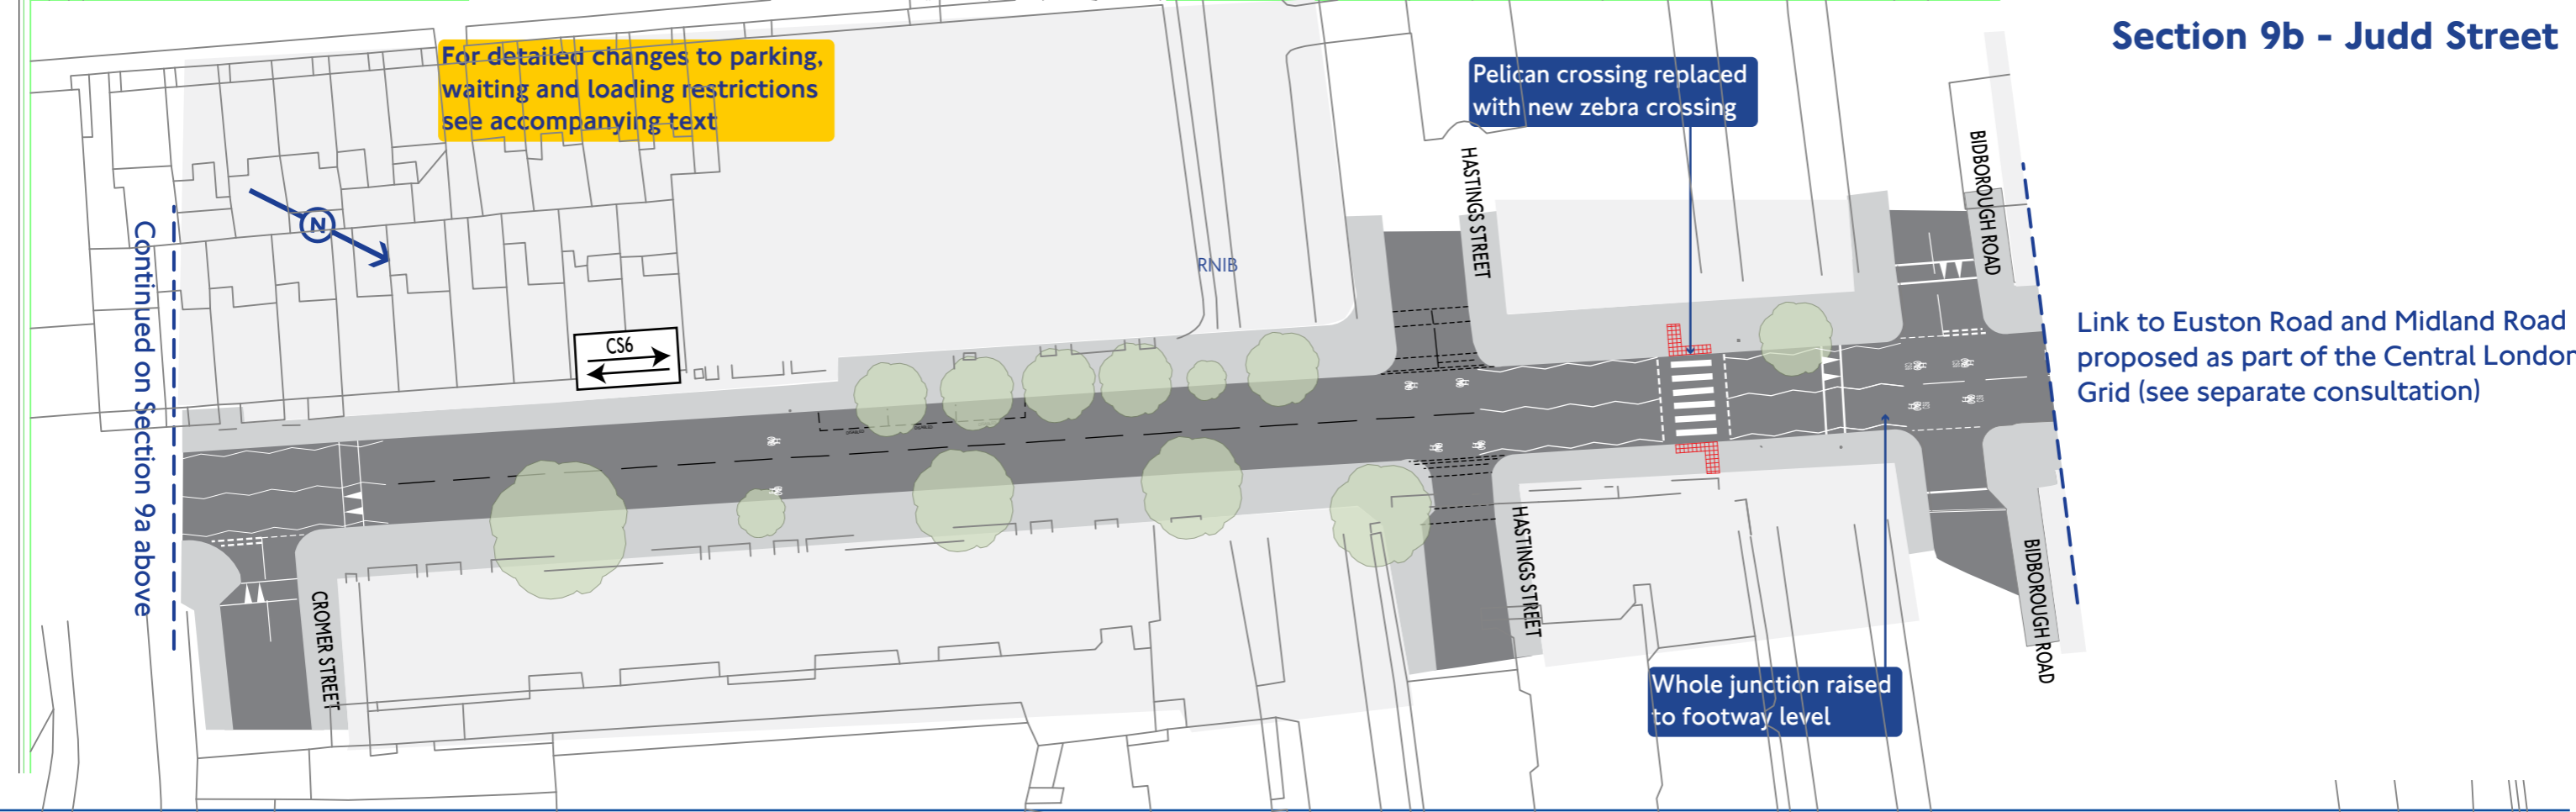 Section 9b - Judd Street
For detailed changes to parking,
waiting and loading restrictions
see accompanying text
Pelican crossing replaced
with new zebra crossing
HASTINGS STREET
BIDBOROUGH ROAD
N
Continued on Section 9a above
RNIB
CS6
Link to Euston Road and Midland Road
proposed as part of the Central London
Grid (see separate consultation)
CROMER STREET
HASTINGS STREET
BIDBOROUGH ROAD
Whole junction raised
to footway level